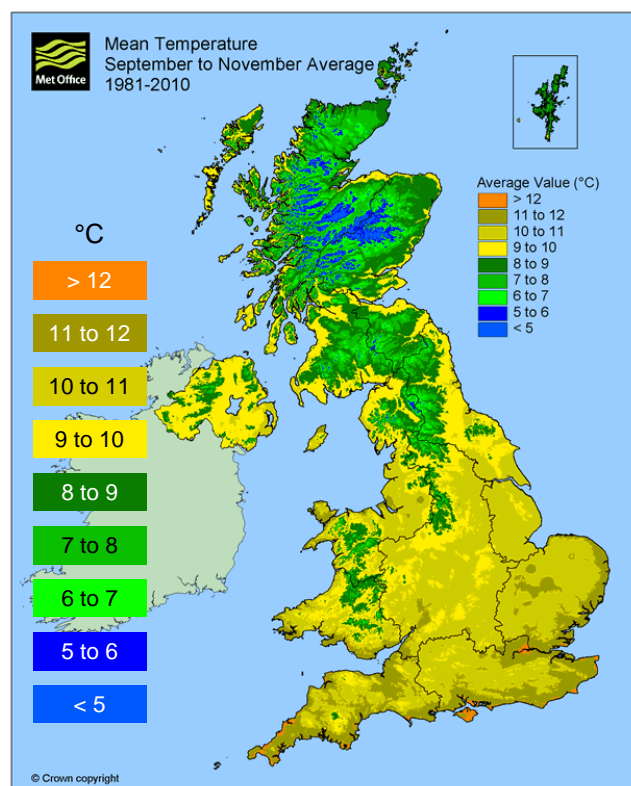 Met Office
Mean Temperature
September to November Average
1981-2010
Average Value (°C)
> 12
11 to 12
10 to 11
9 to 10
8 to 9
7 to 8
6 to 7
5 to 6
< 5
°C
> 12
11 to 12
10 to 11
9 to 10
8 to 9
7 to 8
6 to 7
5 to 6
< 5
© Crown copyright